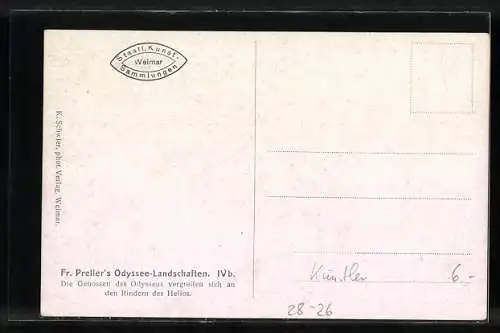 Staatl. Kunst-
Weimar
Sammlungen
K. Schwier, phot. Verlag, Weimar.
Fr. Preller's Odyssee-Landschaften. IVb.
Die Genossen des Odysseus vergreifen sich an
den Rindern des Helios.
Künstler 6.-
28-26